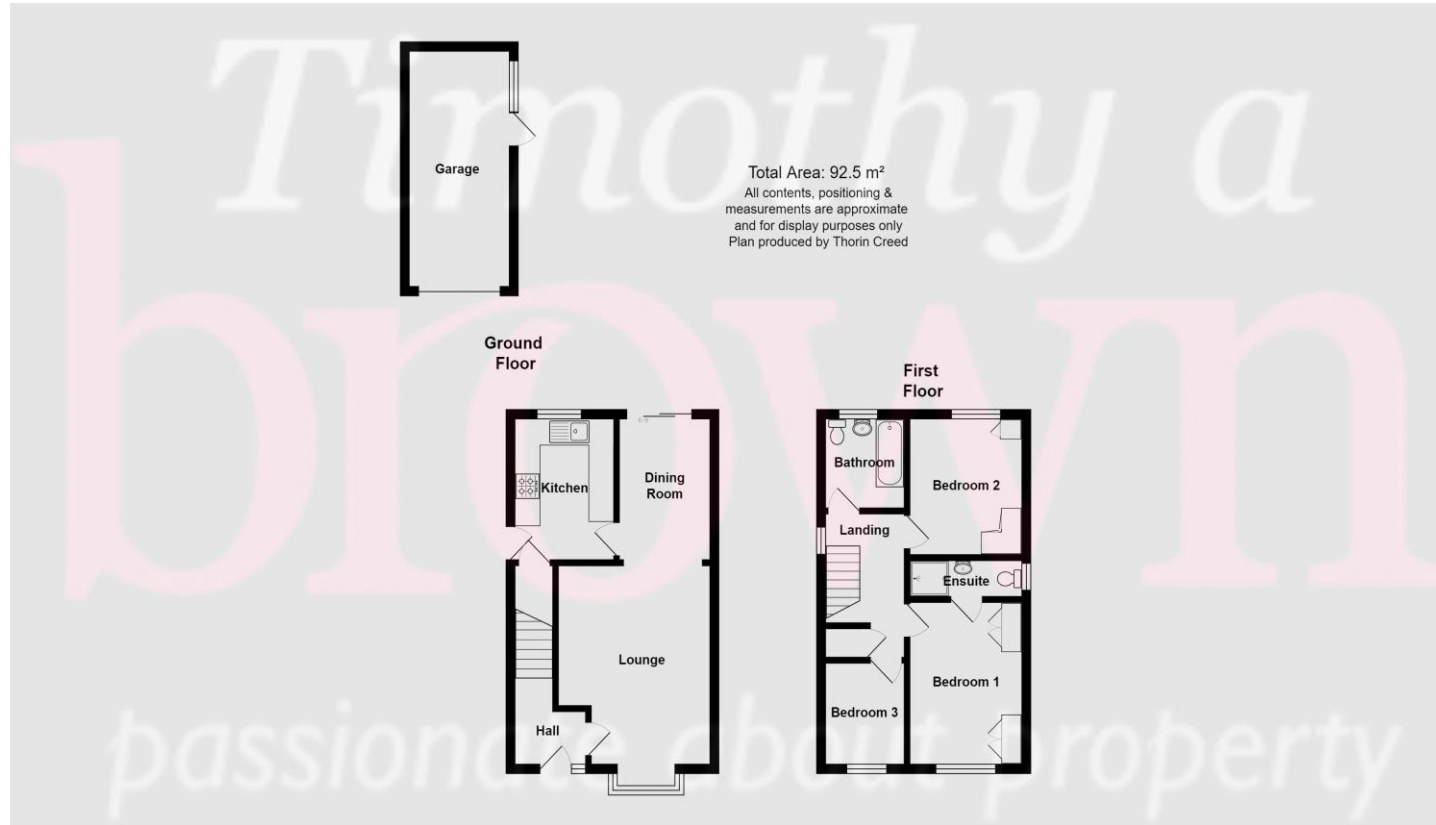 Timothy a
brown
passionate about property
Garage
Total Area: 92.5 m²
All contents, positioning &
measurements are approximate
and for display purposes only
Plan produced by Thorin Creed
Ground
Floor
Kitchen
Dining
Room
Lounge
Hall
First
Floor
Bathroom
Bedroom 2
Landing
Ensuite
Bedroom 1
Bedroom 3